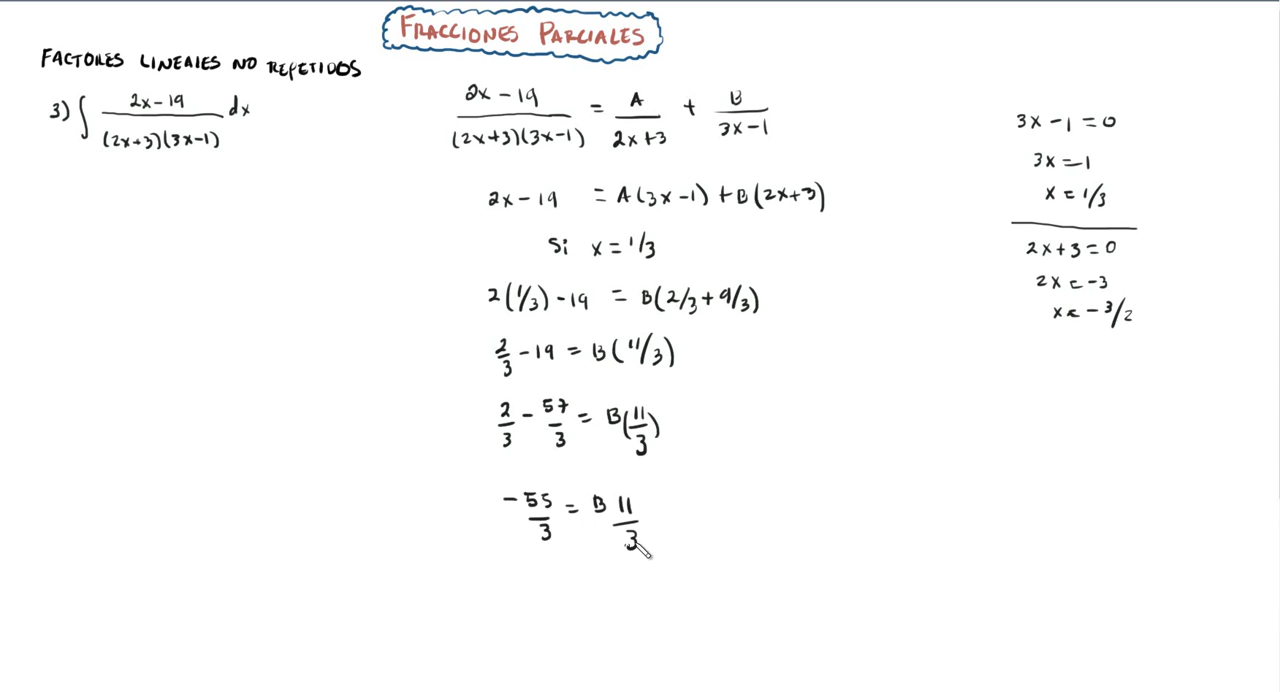 FRACCIONES PARCIALES
FACTORES LINEALES NO REPETIDOS
3) ∫ 2x-19 / (2x+3)(3x-1) dx
2x-19 / (2x+3)(3x-1) = A / 2x+3 + B / 3x-1
2x-19 = A(3x-1) + B(2x+3)
Si x = 1/3
2(1/3) - 19 = B(2/3 + 9/3)
2/3 - 19 = B(11/3)
2/3 - 57/3 = B(11/3)
-55/3 = B 11/3
3x-1=0
3x=1
x=1/3
2x+3=0
2x=-3
x=-3/2